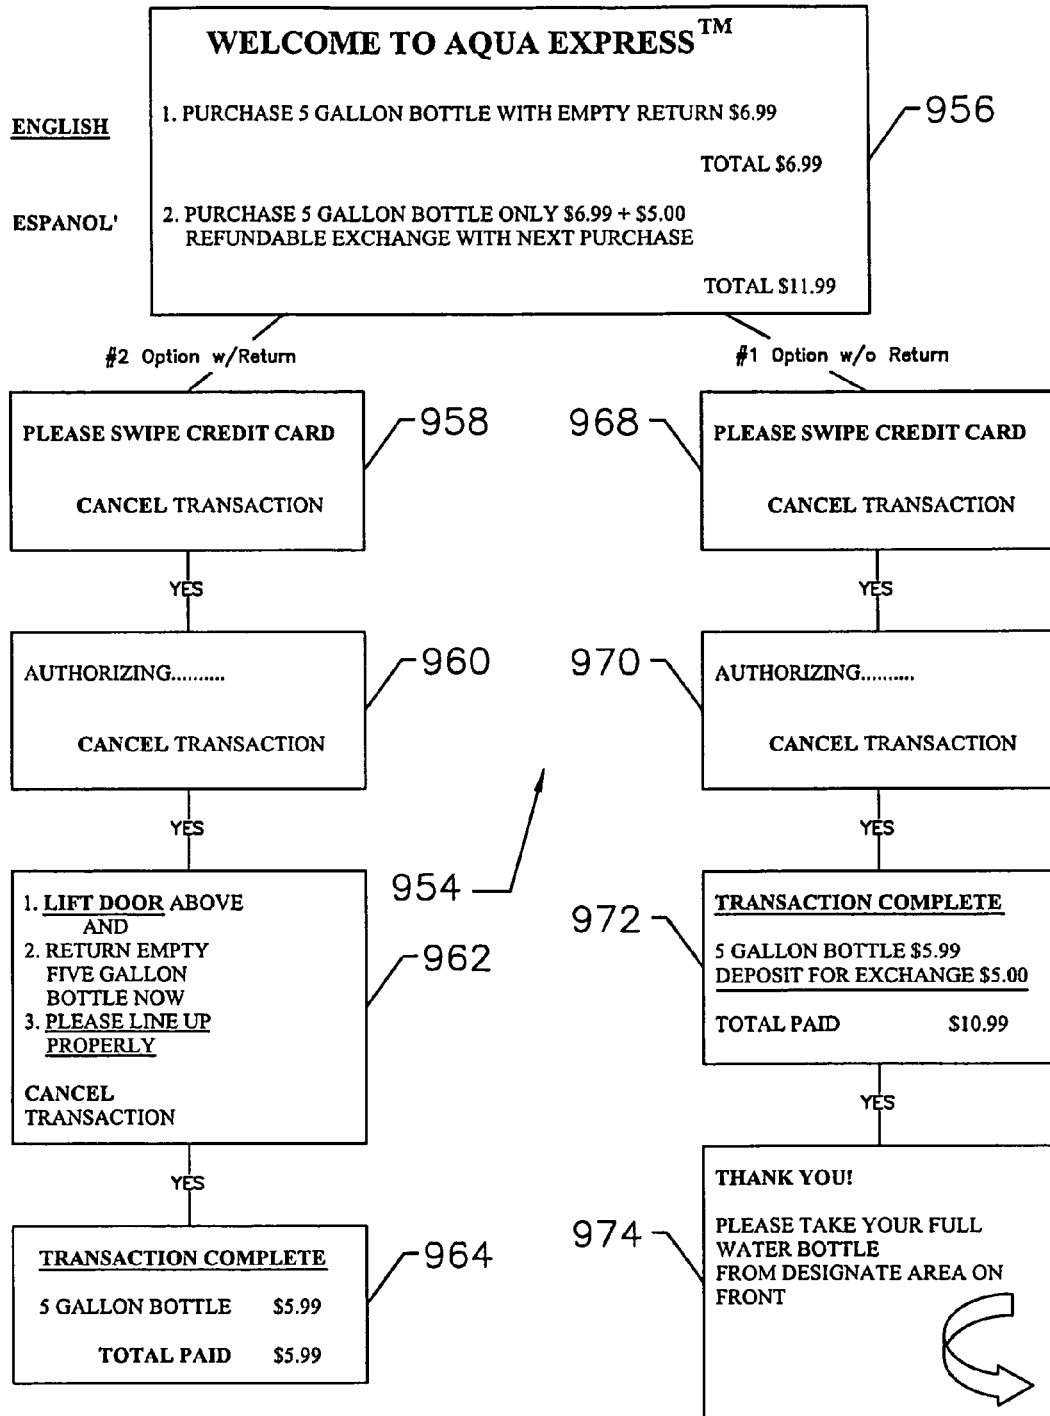 WELCOME TO AQUA EXPRESS™
ENGLISH
1. PURCHASE 5 GALLON BOTTLE WITH EMPTY RETURN $6.99
956
TOTAL $6.99
ESPANOL'
2. PURCHASE 5 GALLON BOTTLE ONLY $6.99 + $5.00
REFUNDABLE EXCHANGE WITH NEXT PURCHASE
TOTAL $11.99
#2 Option w/Return
#1 Option w/o Return
PLEASE SWIPE CREDIT CARD
CANCEL TRANSACTION
958
968
PLEASE SWIPE CREDIT CARD
CANCEL TRANSACTION
YES
YES
AUTHORIZING..........
CANCEL TRANSACTION
960
970
AUTHORIZING..........
CANCEL TRANSACTION
YES
YES
954
1. LIFT DOOR ABOVE
AND
2. RETURN EMPTY
FIVE GALLON
BOTTLE NOW
3. PLEASE LINE UP
PROPERLY
CANCEL
TRANSACTION
962
972
TRANSACTION COMPLETE
5 GALLON BOTTLE $5.99
DEPOSIT FOR EXCHANGE $5.00
TOTAL PAID $10.99
YES
YES
TRANSACTION COMPLETE
5 GALLON BOTTLE $5.99
TOTAL PAID $5.99
964
974
THANK YOU!
PLEASE TAKE YOUR FULL
WATER BOTTLE
FROM DESIGNATE AREA ON
FRONT